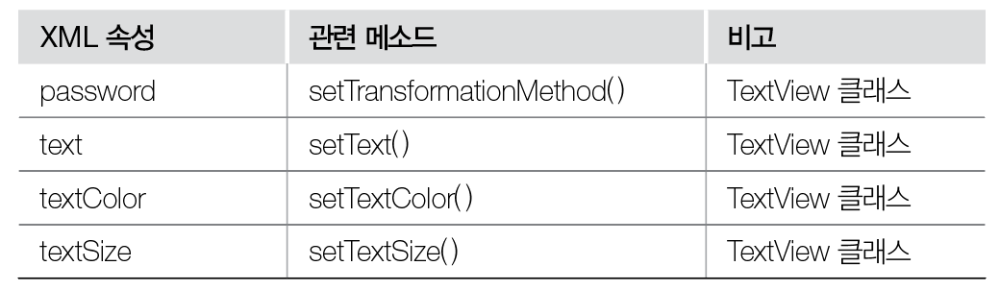 XML 속성 관련 메소드 비고
password setTransformationMethod() TextView 클래스
text setText() TextView 클래스
textColor setTextColor() TextView 클래스
textSize setTextSize() TextView 클래스